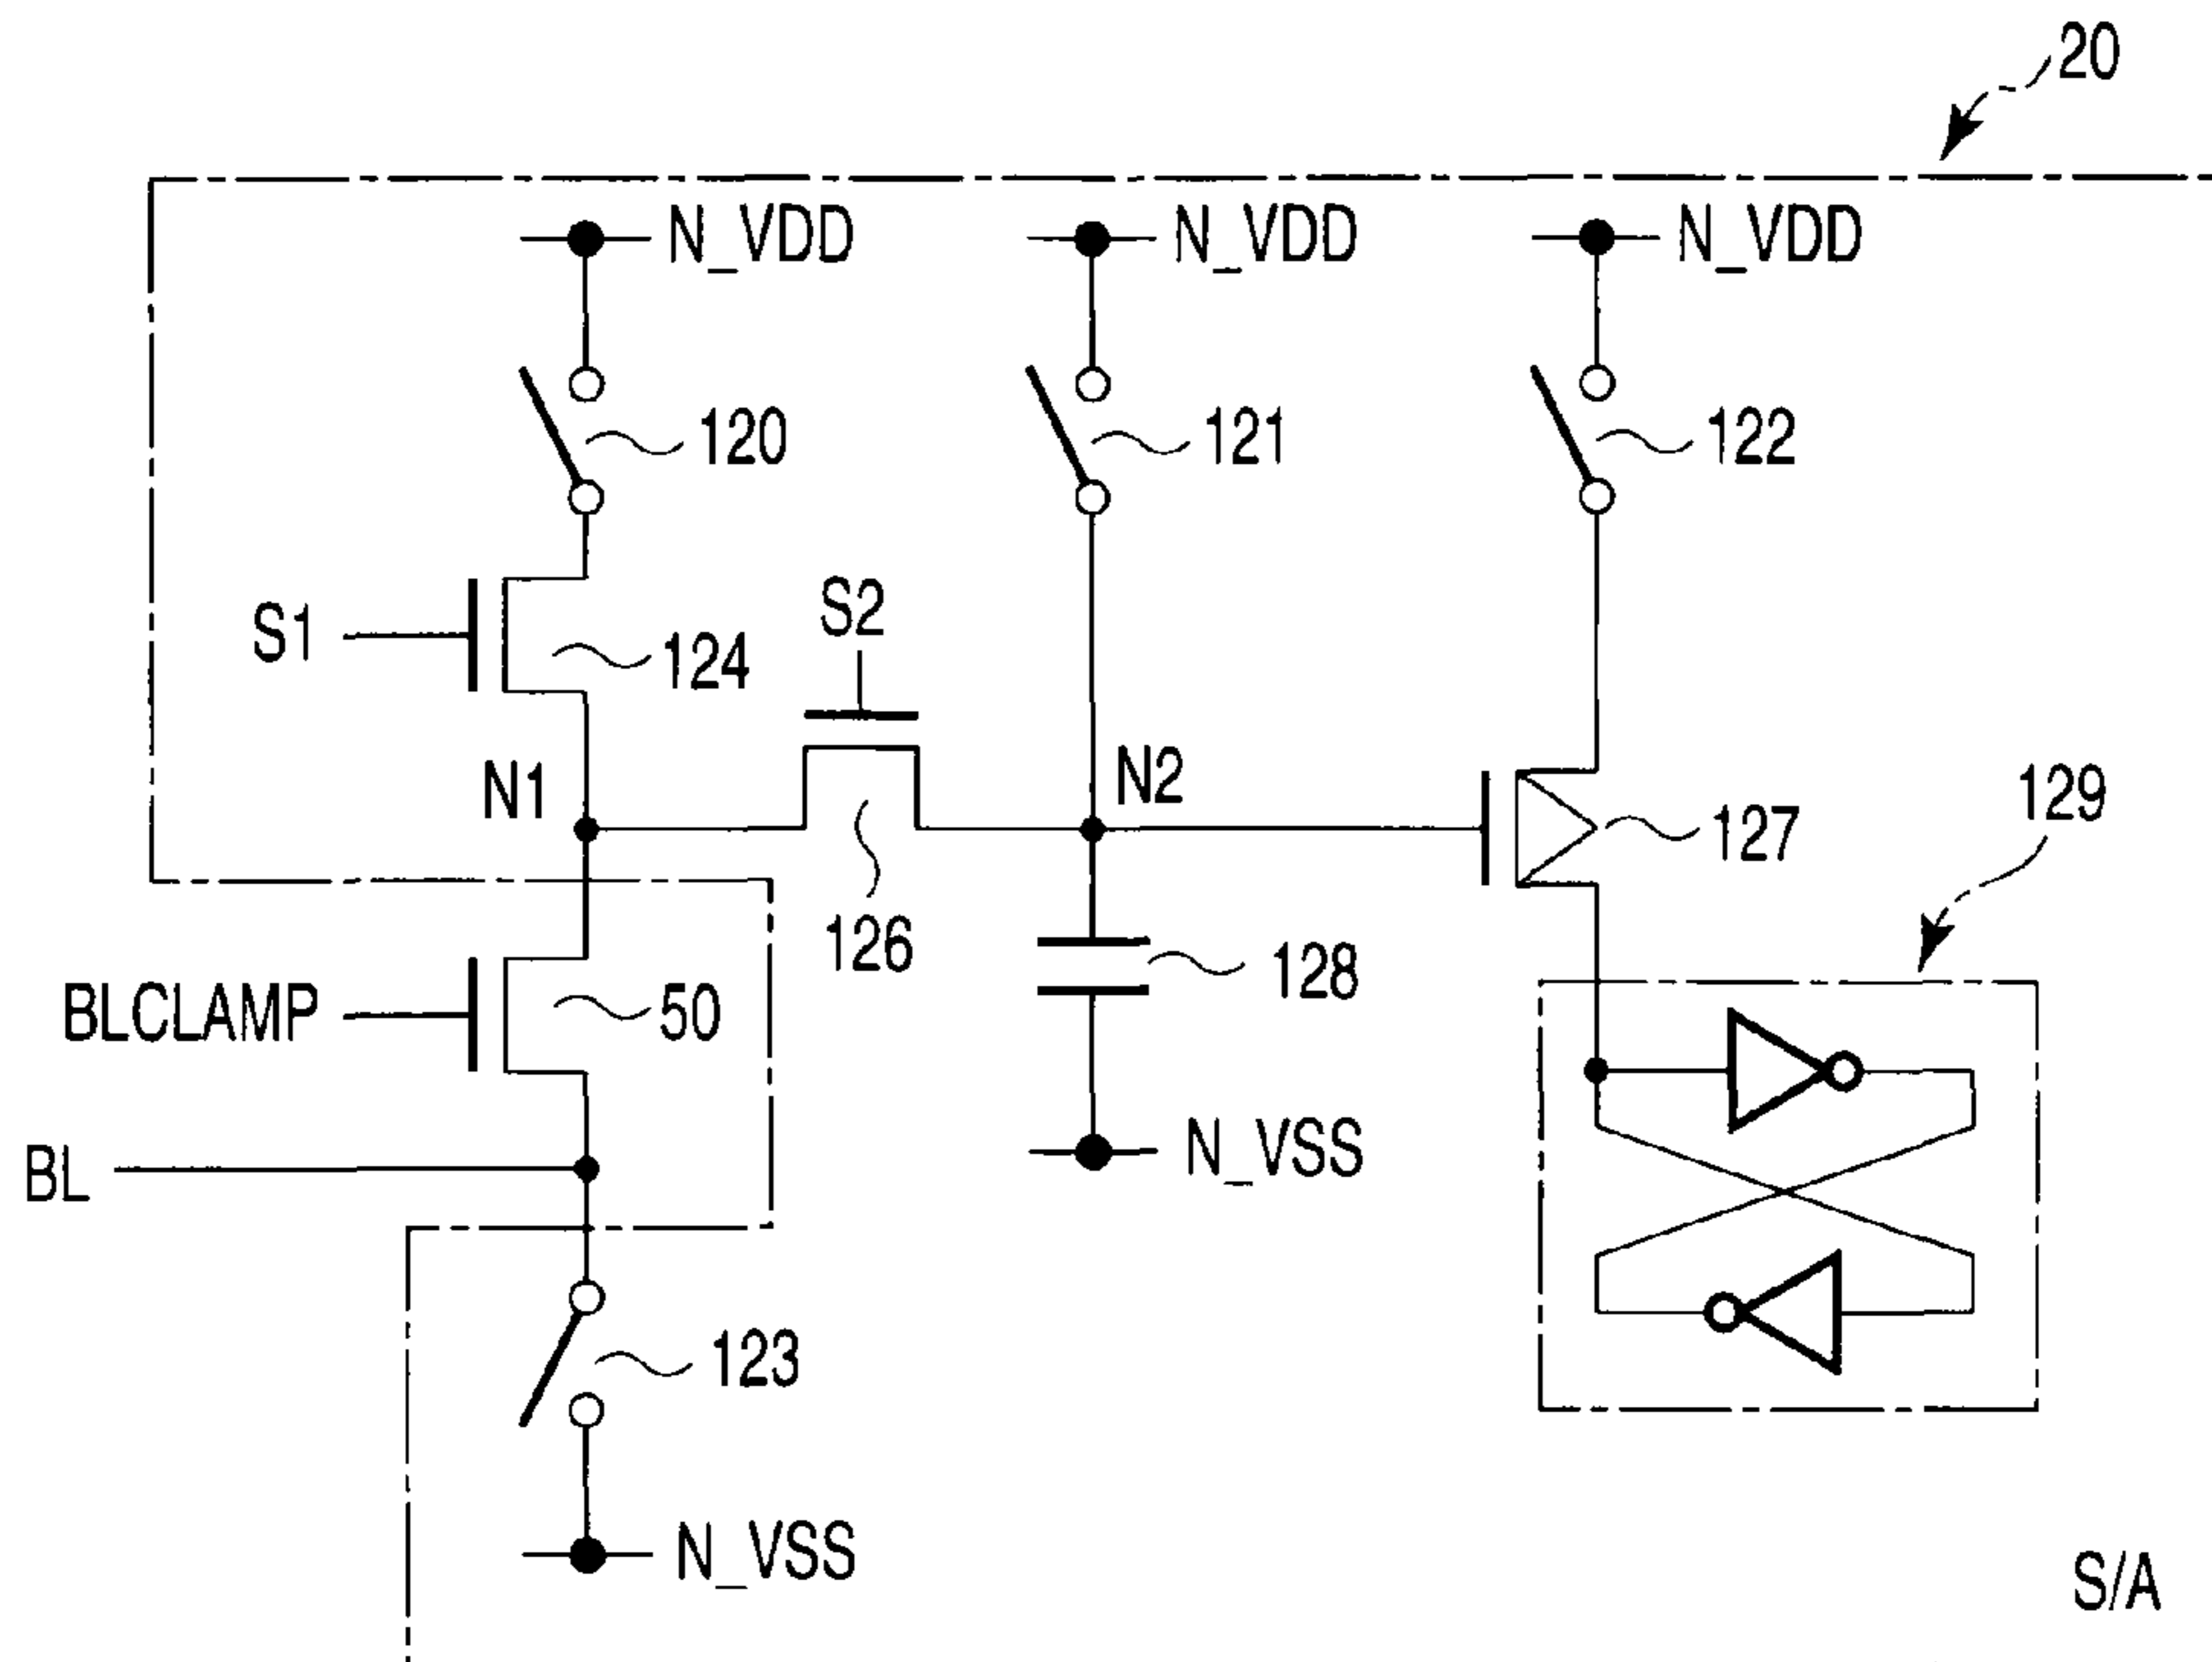 20
N_VDD
N_VDD
N_VDD
120
121
122
S1
124
S2
N1
N2
126
127
129
BLCLAMP
50
128
BL
N_VSS
123
N_VSS
S/A